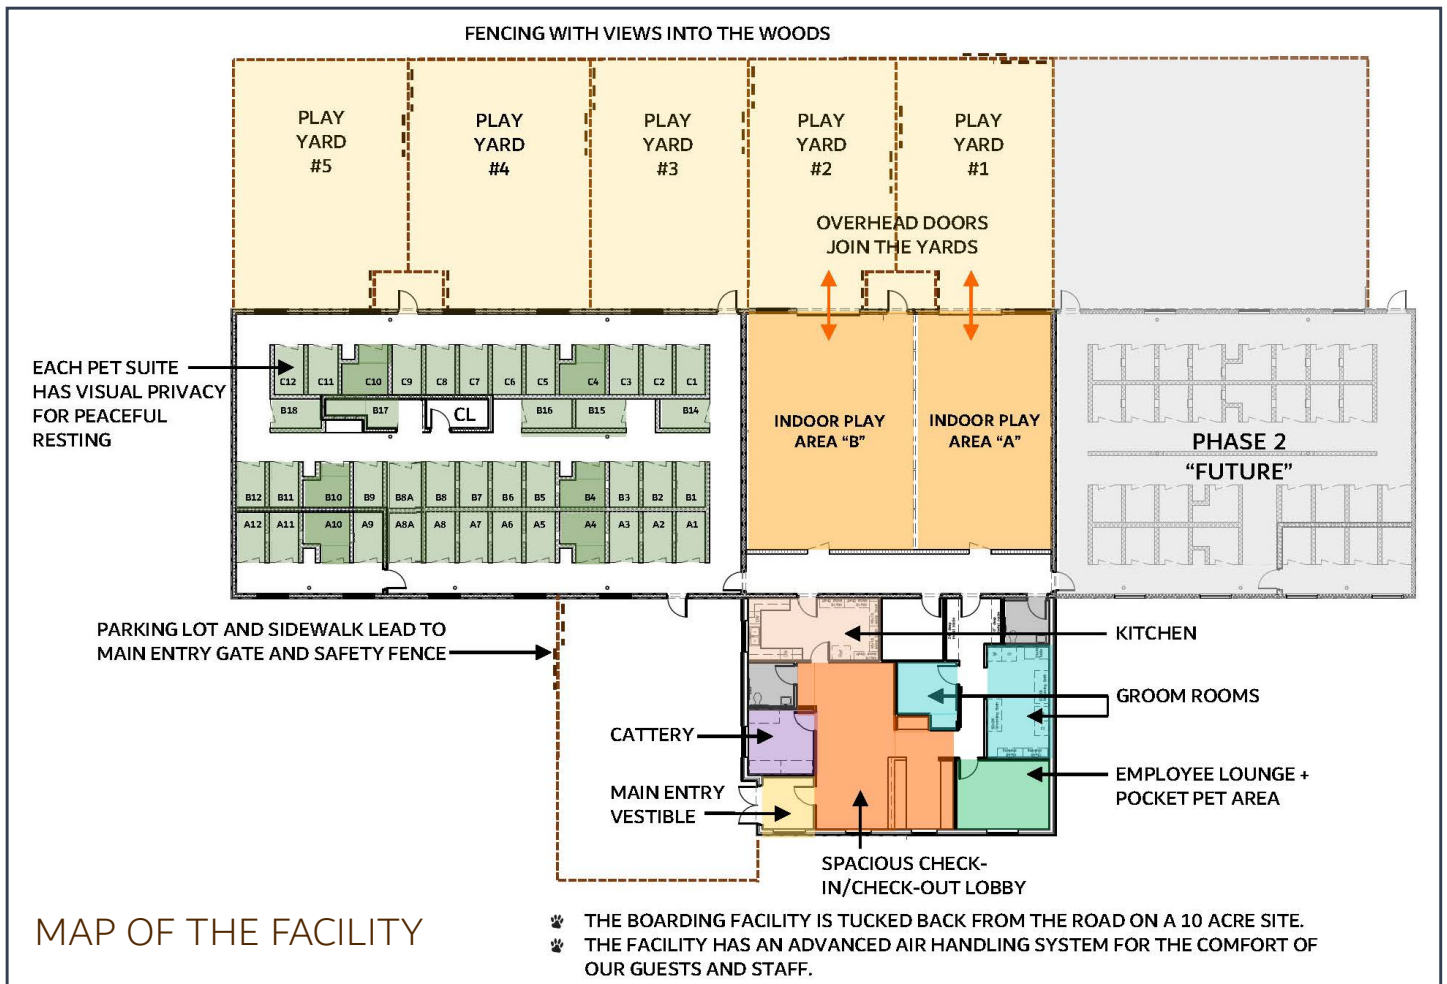 FENCING WITH VIEWS INTO THE WOODS
PLAY
YARD
#5
PLAY
YARD
#4
PLAY
YARD
#3
PLAY
YARD
#2
PLAY
YARD
#1
OVERHEAD DOORS
JOIN THE YARDS
EACH PET SUITE
HAS VISUAL PRIVACY
FOR PEACEFUL
RESTING
C12 C11 C10 C9 C8 C7 C6 C5 C4 C3 C2 C1
B18 B17 CL B16 B15 B14
B12 B11 B10 B9 B8A B8 B7 B6 B5 B4 B3 B2 B1
A12 A11 A10 A9 A8A A8 A7 A6 A5 A4 A3 A2 A1
INDOOR PLAY
AREA “B”
INDOOR PLAY
AREA “A”
PHASE 2
“FUTURE”
PARKING LOT AND SIDEWALK LEAD TO
MAIN ENTRY GATE AND SAFETY FENCE
KITCHEN
GROOM ROOMS
CATTERY
EMPLOYEE LOUNGE +
POCKET PET AREA
MAIN ENTRY
VESTIBLE
SPACIOUS CHECK-
IN/CHECK-OUT LOBBY
MAP OF THE FACILITY
THE BOARDING FACILITY IS TUCKED BACK FROM THE ROAD ON A 10 ACRE SITE.
THE FACILITY HAS AN ADVANCED AIR HANDLING SYSTEM FOR THE COMFORT OF
OUR GUESTS AND STAFF.